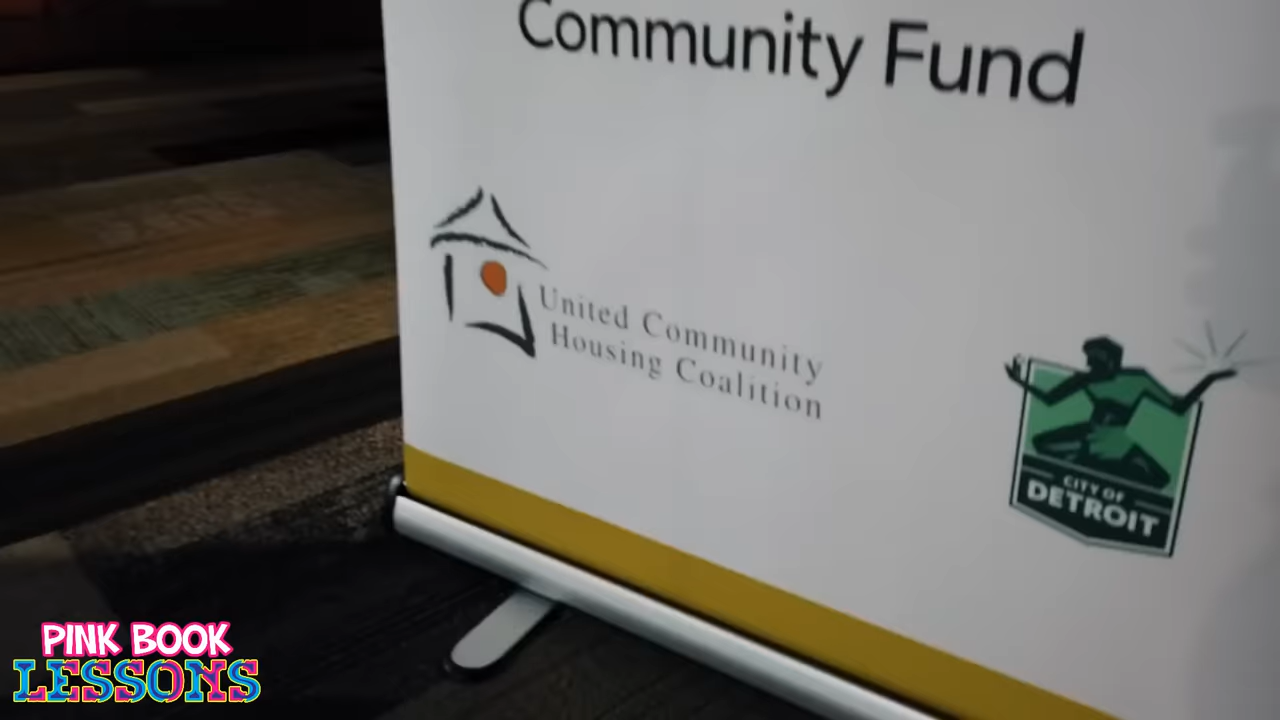 Community Fund
United Community
Housing Coalition
CITY OF
DETROIT
PINK BOOK
LESSONS